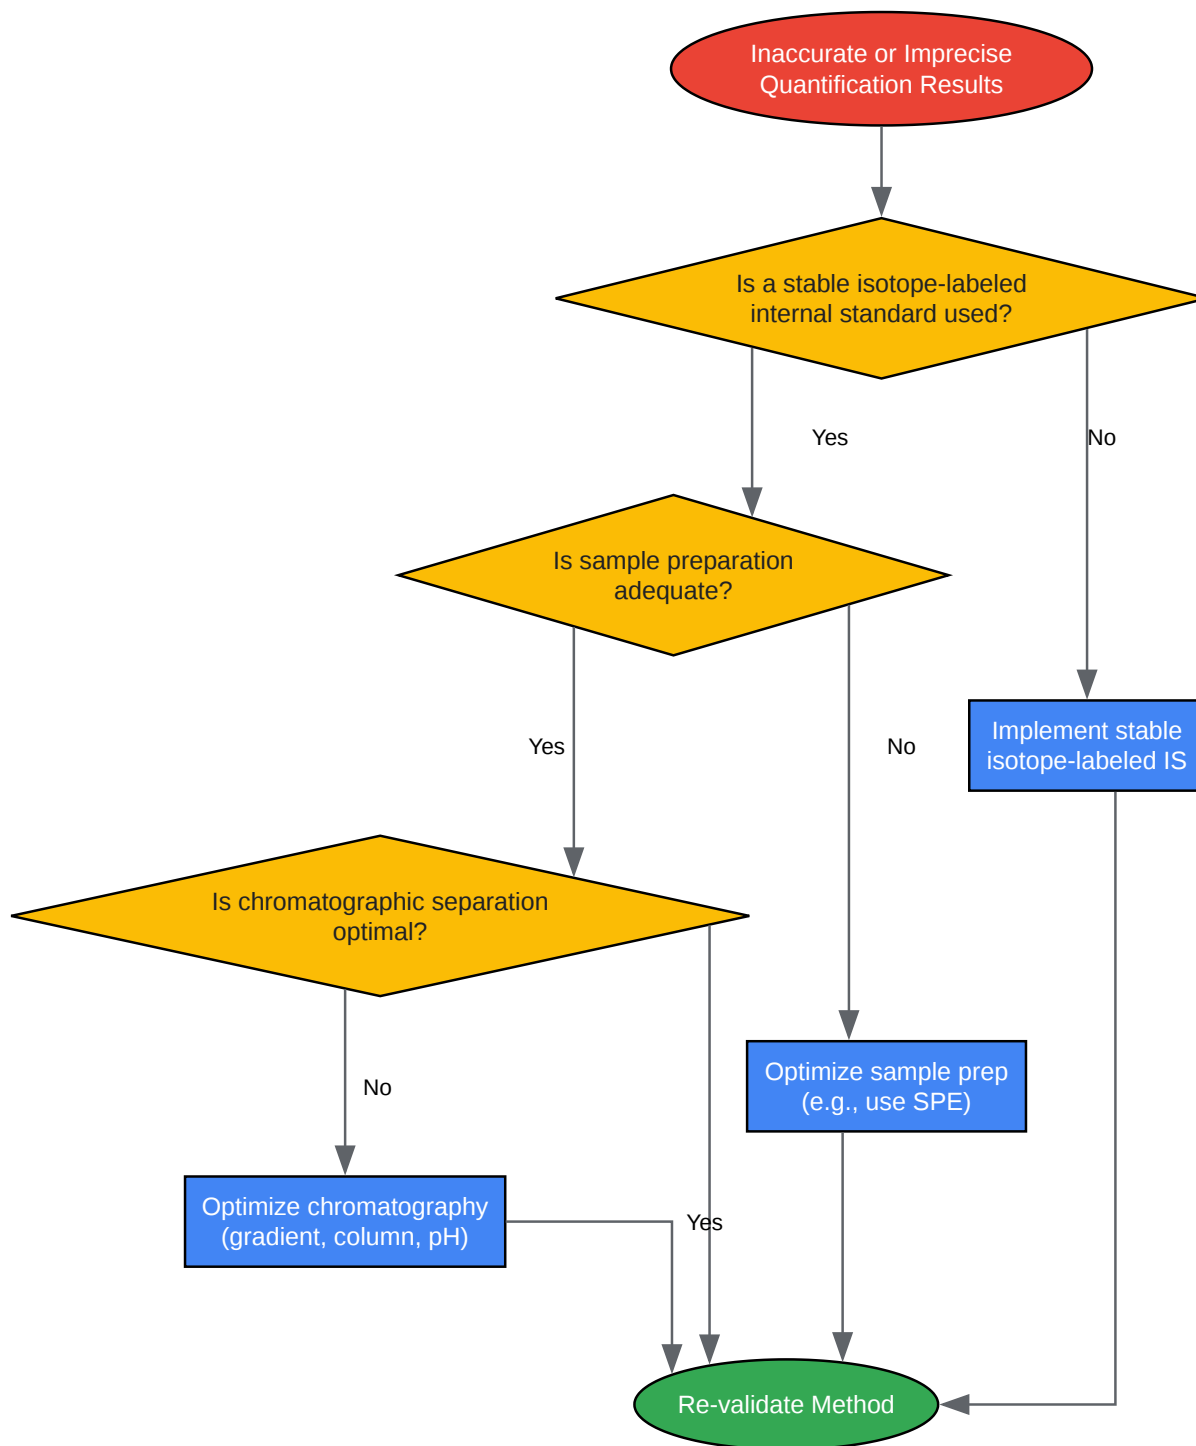 Inaccurate or Imprecise
Quantification Results
Is a stable isotope-labeled
internal standard used?
Yes
No
Is sample preparation
adequate?
Yes
No
Implement stable
isotope-labeled IS
Is chromatographic separation
optimal?
No
Optimize sample prep
(e.g., use SPE)
Optimize chromatography
(gradient, column, pH)
Yes
Re-validate Method